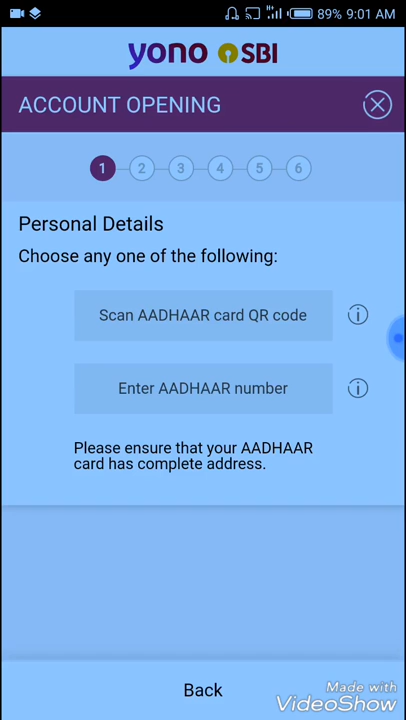 89% 9:01 AM
yono SBI
ACCOUNT OPENING
1 2 3 4 5 6
Personal Details
Choose any one of the following:
Scan AADHAAR card QR code
i
Enter AADHAAR number
i
Please ensure that your AADHAAR
card has complete address.
Back
Made with
VideoShow